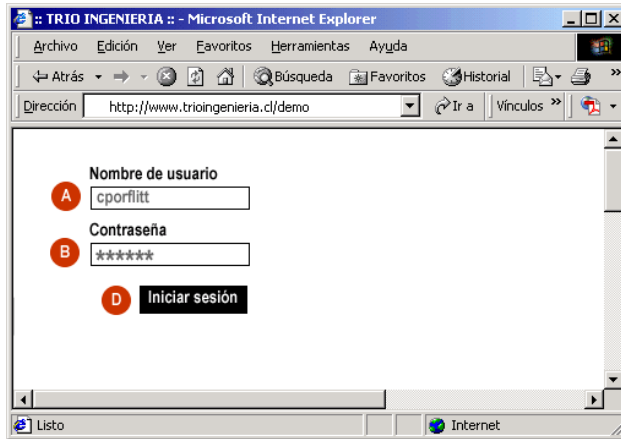 :: TRIO INGENIERIA :: - Microsoft Internet Explorer
Archivo Edición Ver Favoritos Herramientas Ayuda
Atrás Búsqueda Favoritos Historial »
Dirección http://www.trioingenieria.cl/demo Ir a Vínculos »
Nombre de usuario
A cporflitt
Contraseña
B ******
D Iniciar sesión
Listo Internet